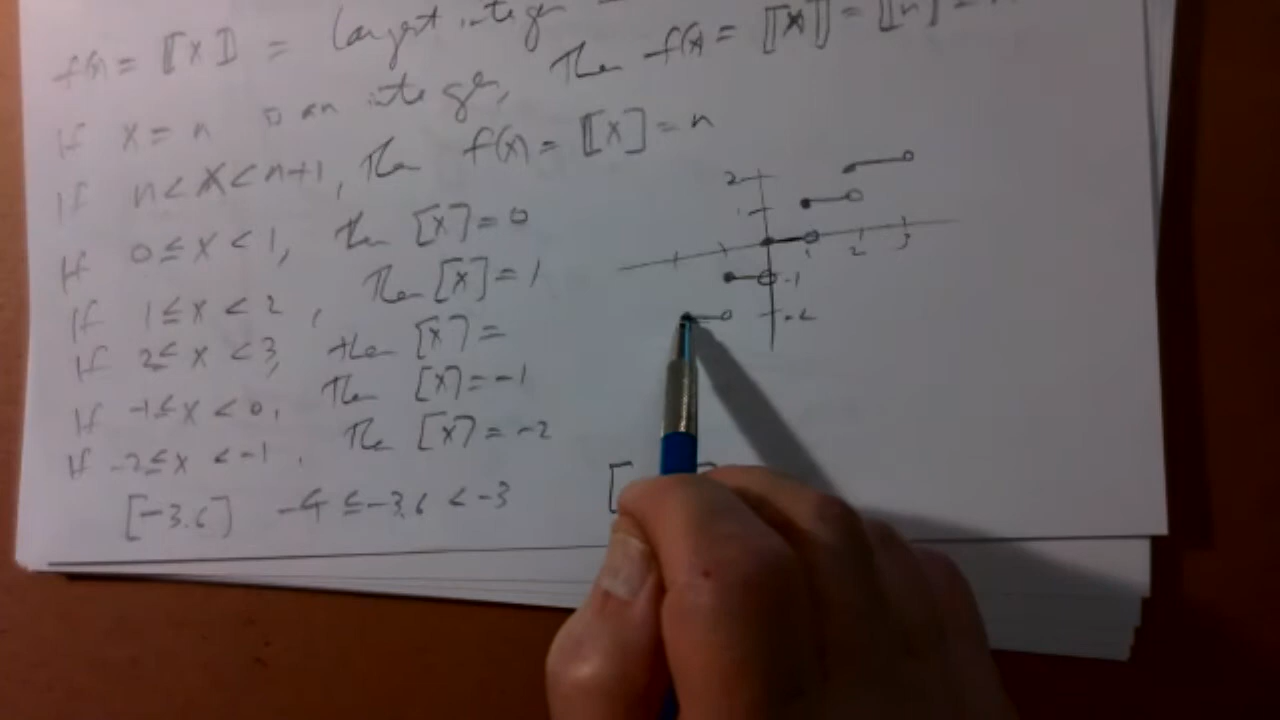 f(x) = ⟦x⟧ = largest integer
If x = n is an integer, then f(x) = ⟦x⟧ = ⟦n⟧ =
If n < x < n+1, then f(x) = ⟦x] = n
If 0 ≤ x < 1, then [x] = 0
If 1 ≤ x < 2, then [x] = 1
If 2 ≤ x < 3, then [x] =
If -1 ≤ x < 0, then [x] = -1
If -2 ≤ x < -1, then [x] = -2
[-3.6] -4 ≤ -3.6 < -3
2
1
1 2 3
-1
-2